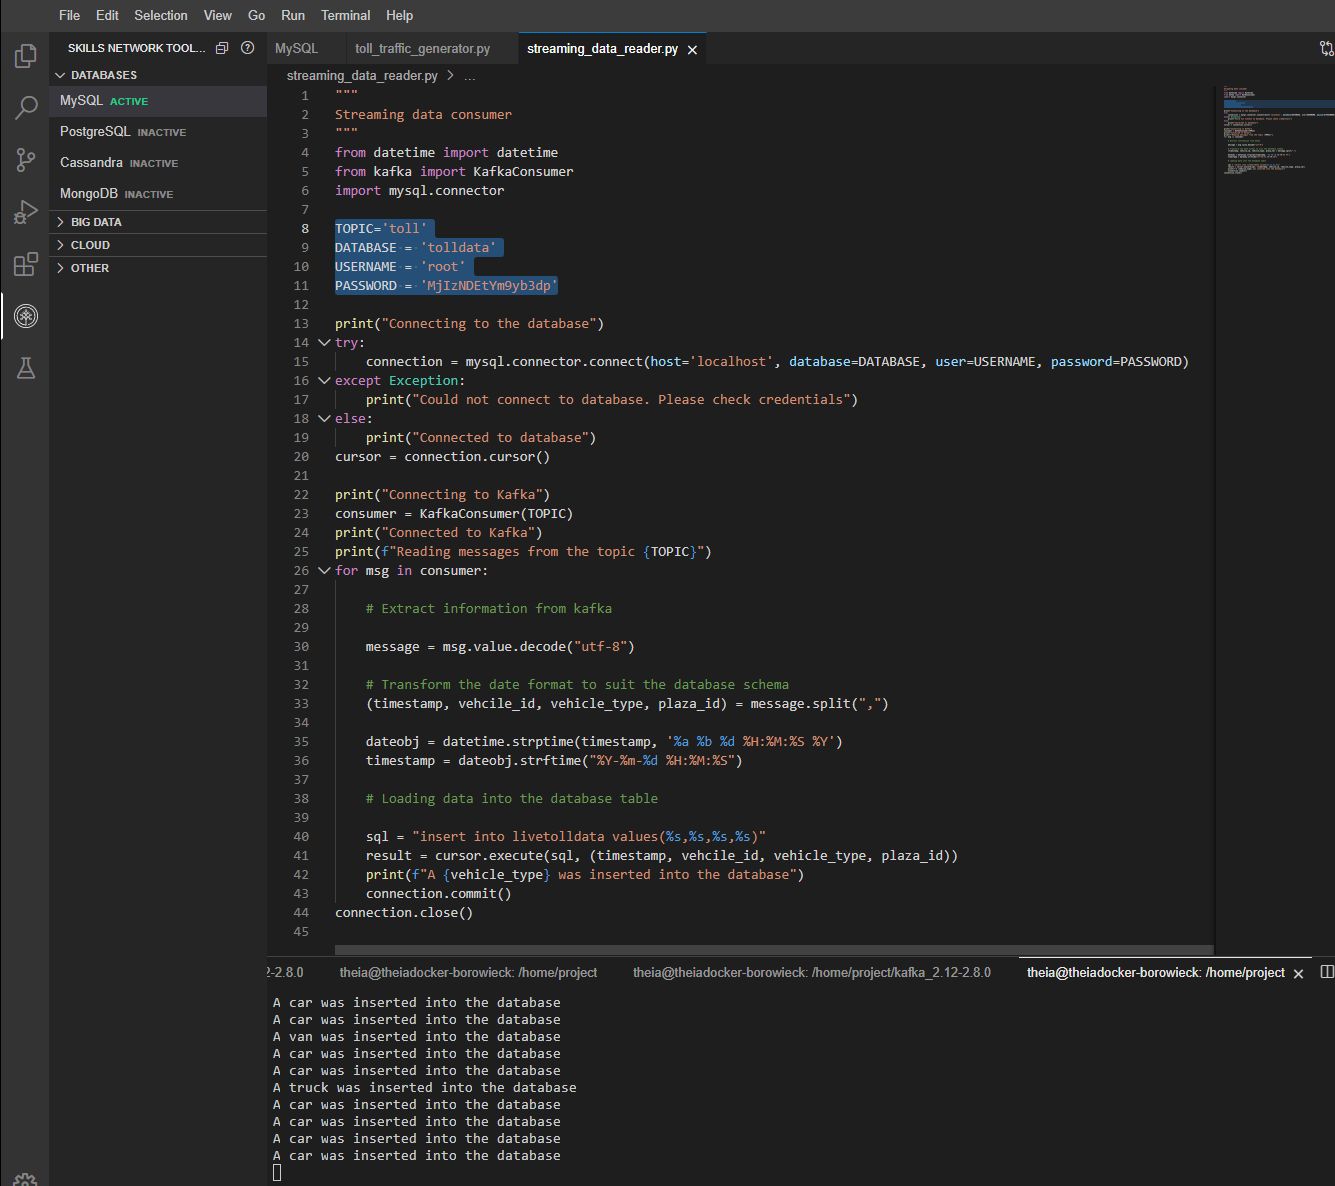 File Edit Selection View Go Run Terminal Help
SKILLS NETWORK TOOL...
MySQL toll_traffic_generator.py streaming_data_reader.py
DATABASES
MySQL ACTIVE
PostgreSQL INACTIVE
Cassandra INACTIVE
MongoDB INACTIVE
BIG DATA
CLOUD
OTHER
streaming_data_reader.py > ...
1 """
2 Streaming data consumer
3 """
4 from datetime import datetime
5 from kafka import KafkaConsumer
6 import mysql.connector
7
8 TOPIC='toll'
9 DATABASE = 'tolldata'
10 USERNAME = 'root'
11 PASSWORD = 'MjIzNDEtYm9yb3dp'
12
13 print("Connecting to the database")
14 try:
15     connection = mysql.connector.connect(host='localhost', database=DATABASE, user=USERNAME, password=PASSWORD)
16 except Exception:
17     print("Could not connect to database. Please check credentials")
18 else:
19     print("Connected to database")
20 cursor = connection.cursor()
21
22 print("Connecting to Kafka")
23 consumer = KafkaConsumer(TOPIC)
24 print("Connected to Kafka")
25 print(f"Reading messages from the topic {TOPIC}")
26 for msg in consumer:
27
28     # Extract information from kafka
29
30     message = msg.value.decode("utf-8")
31
32     # Transform the date format to suit the database schema
33     (timestamp, vehcile_id, vehicle_type, plaza_id) = message.split(",")
34
35     dateobj = datetime.strptime(timestamp, '%a %b %d %H:%M:%S %Y')
36     timestamp = dateobj.strftime("%Y-%m-%d %H:%M:%S")
37
38     # Loading data into the database table
39
40     sql = "insert into livetolldata values(%s,%s,%s,%s)"
41     result = cursor.execute(sql, (timestamp, vehcile_id, vehicle_type, plaza_id))
42     print(f"A {vehicle_type} was inserted into the database")
43     connection.commit()
44 connection.close()
45
2-2.8.0 theia@theiadocker-borowieck: /home/project theia@theiadocker-borowieck: /home/project/kafka_2.12-2.8.0 theia@theiadocker-borowieck: /home/project
A car was inserted into the database
A car was inserted into the database
A van was inserted into the database
A car was inserted into the database
A car was inserted into the database
A truck was inserted into the database
A car was inserted into the database
A car was inserted into the database
A car was inserted into the database
A car was inserted into the database